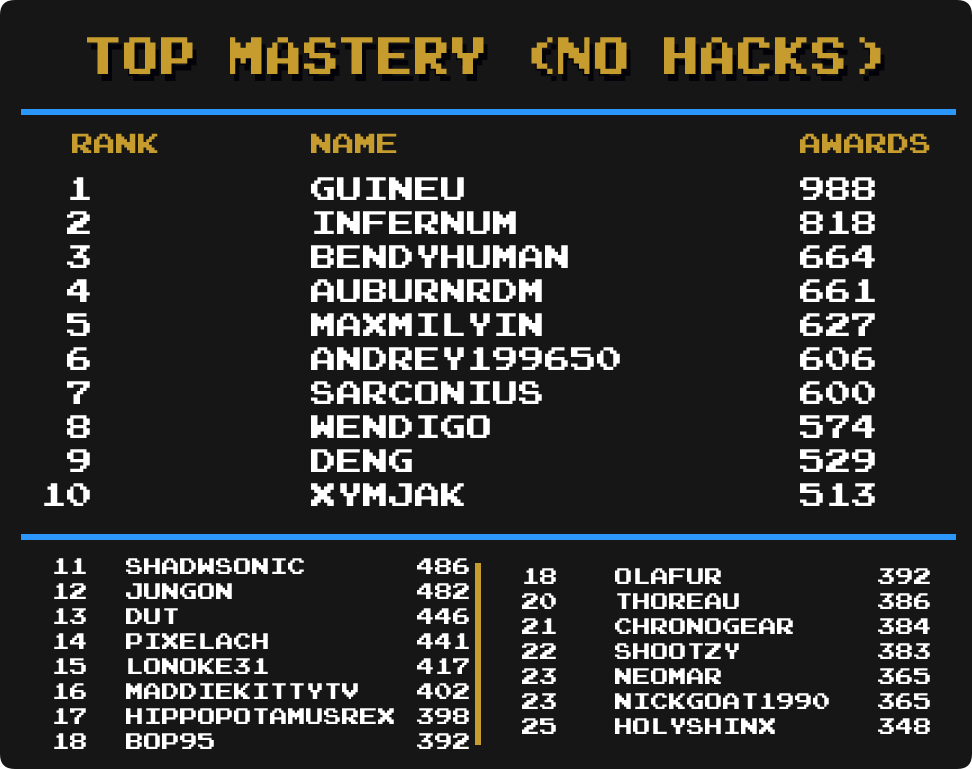 TOP MASTERY (NO HACKS)
RANK NAME AWARDS
1 GUINEU 988
2 INFERNUM 818
3 BENDYHUMAN 664
4 AUBURNRDM 661
5 MAXMILYIN 627
6 ANDREY199650 606
7 SARCONIUS 600
8 WENDIGO 574
9 DENG 529
10 XYMJAK 513
11 SHADWSONIC 486
12 JUNGON 482
13 DUT 446
14 PIXELACH 441
15 LONOKE31 417
16 MADDIEKITTYTV 402
17 HIPPOPOTAMUSREX 398
18 BOP95 392
18 OLAFUR 392
20 THOREAU 386
21 CHRONOGEAR 384
22 SHOOTZY 383
23 NEOMAR 365
23 NICKGOAT1990 365
25 HOLYSHINX 348